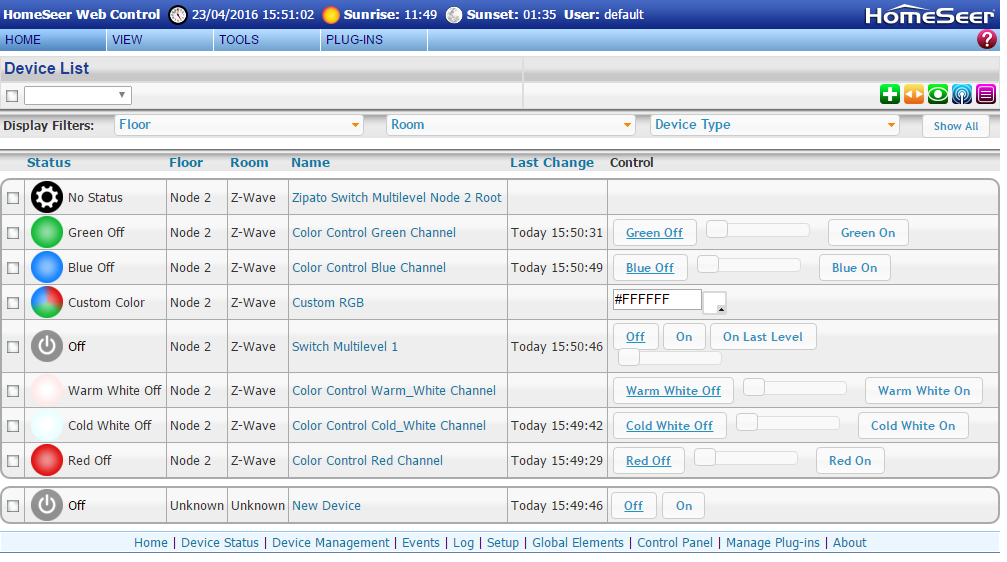 HomeSeer Web Control 23/04/2016 15:51:02 Sunrise: 11:49 Sunset: 01:35 User: default HomeSeer
HOME VIEW TOOLS PLUG-INS ?
Device List
Display Filters: Floor Room Device Type Show All
Status Floor Room Name Last Change Control
No Status Node 2 Z-Wave Zipato Switch Multilevel Node 2 Root
Green Off Node 2 Z-Wave Color Control Green Channel Today 15:50:31 Green Off Green On
Blue Off Node 2 Z-Wave Color Control Blue Channel Today 15:50:49 Blue Off Blue On
Custom Color Node 2 Z-Wave Custom RGB #FFFFFF
Off Node 2 Z-Wave Switch Multilevel 1 Today 15:50:46 Off On On Last Level
Warm White Off Node 2 Z-Wave Color Control Warm_White Channel Warm White Off Warm White On
Cold White Off Node 2 Z-Wave Color Control Cold_White Channel Today 15:49:42 Cold White Off Cold White On
Red Off Node 2 Z-Wave Color Control Red Channel Today 15:49:29 Red Off Red On
Off Unknown Unknown New Device Today 15:49:46 Off On
Home | Device Status | Device Management | Events | Log | Setup | Global Elements | Control Panel | Manage Plug-ins | About